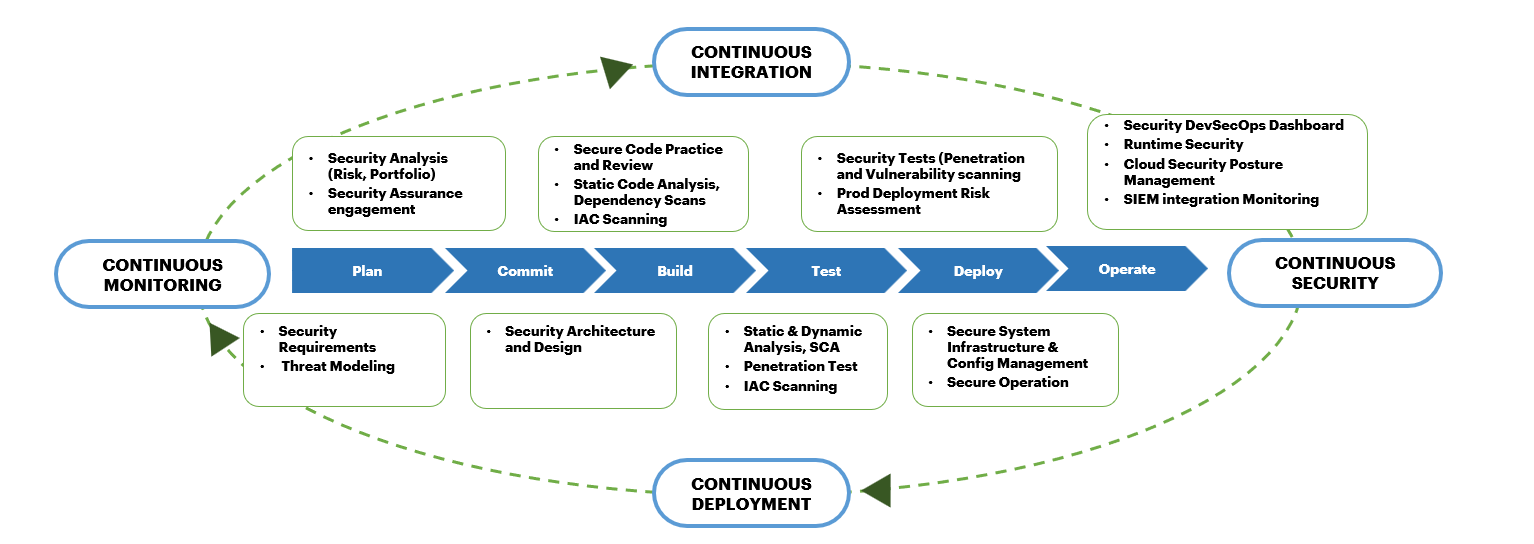 CONTINUOUS
INTEGRATION
• Security Analysis
(Risk, Portfolio)
• Security Assurance
engagement
• Secure Code Practice
and Review
• Static Code Analysis,
Dependency Scans
• IAC Scanning
• Security Tests (Penetration
and Vulnerability scanning
• Prod Deployment Risk
Assessment
• Security DevSecOps Dashboard
• Runtime Security
• Cloud Security Posture
Management
• SIEM integration Monitoring
CONTINUOUS
MONITORING
Plan
Commit
Build
Test
Deploy
Operate
CONTINUOUS
SECURITY
• Security
Requirements
• Threat Modeling
• Security Architecture
and Design
• Static & Dynamic
Analysis, SCA
• Penetration Test
• IAC Scanning
• Secure System
Infrastructure &
Config Management
• Secure Operation
CONTINUOUS
DEPLOYMENT